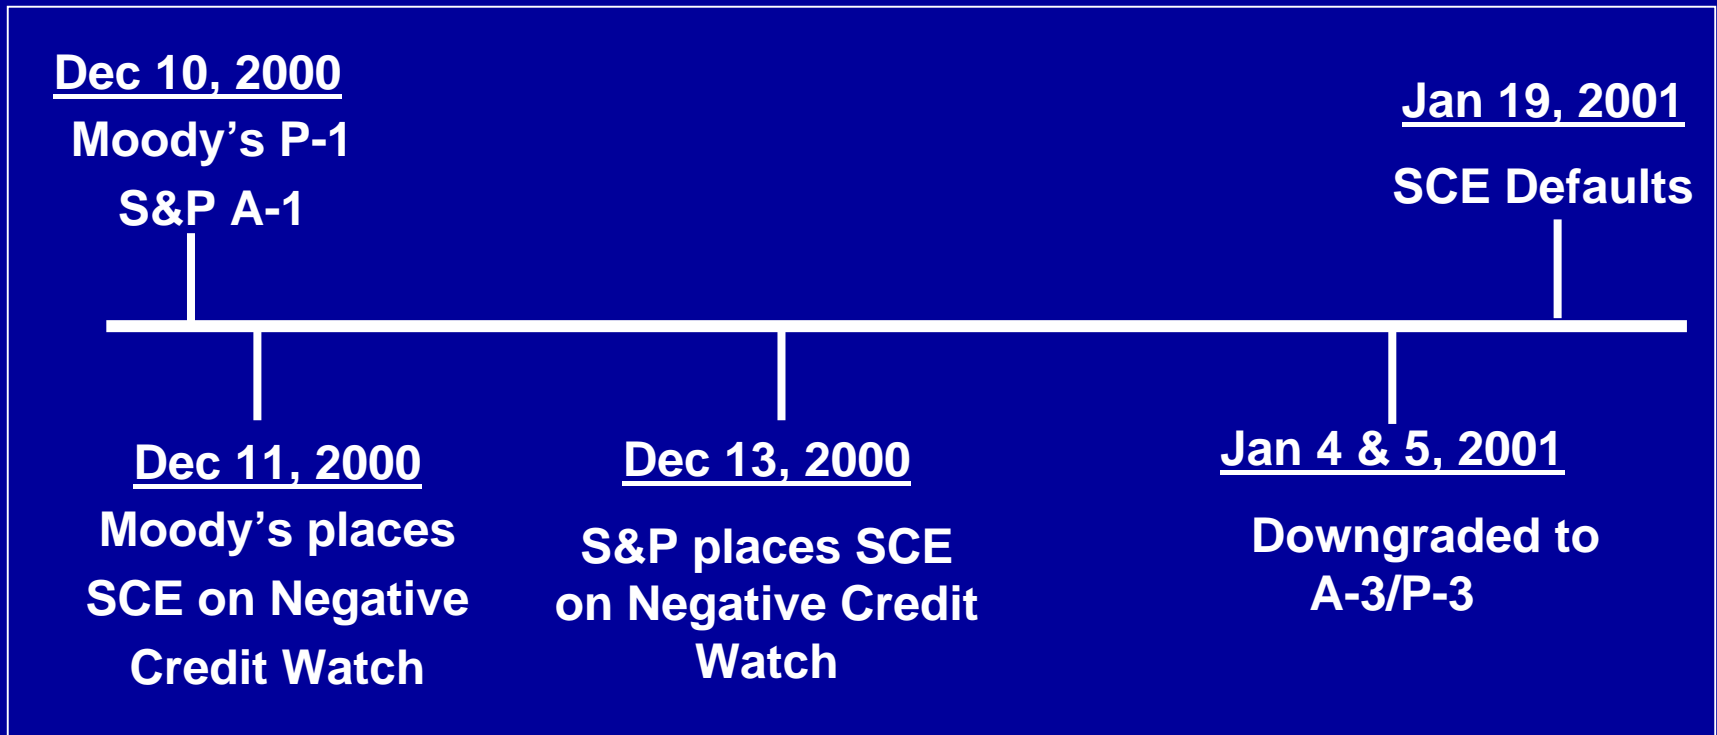 Dec 10, 2000
Moody’s P-1
S&P A-1
Jan 19, 2001
SCE Defaults
Dec 11, 2000
Moody’s places
SCE on Negative
Credit Watch
Dec 13, 2000
S&P places SCE
on Negative Credit
Watch
Jan 4 & 5, 2001
Downgraded to
A-3/P-3